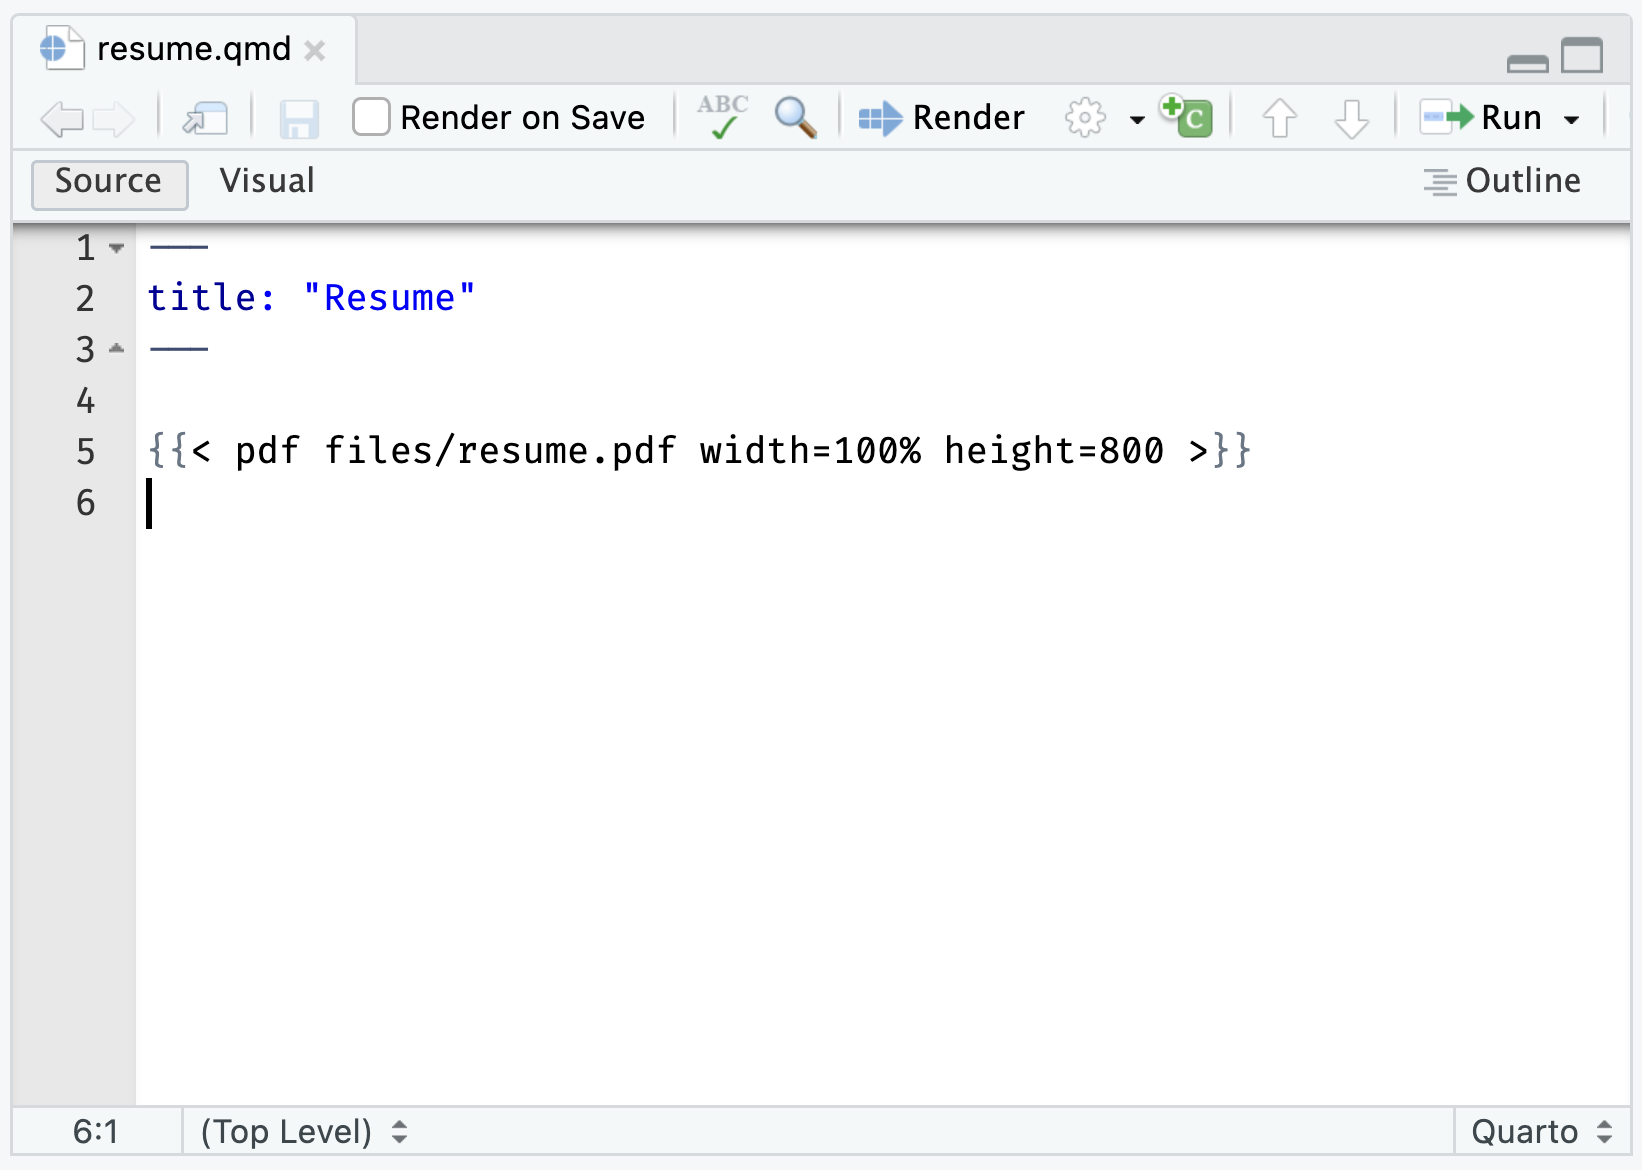 resume.qmd
Render on Save ABC Render C Run
Source Visual Outline
1 ---
2 title: "Resume"
3 ---
4
5 {{< pdf files/resume.pdf width=100% height=800 >}}
6
6:1 (Top Level) Quarto